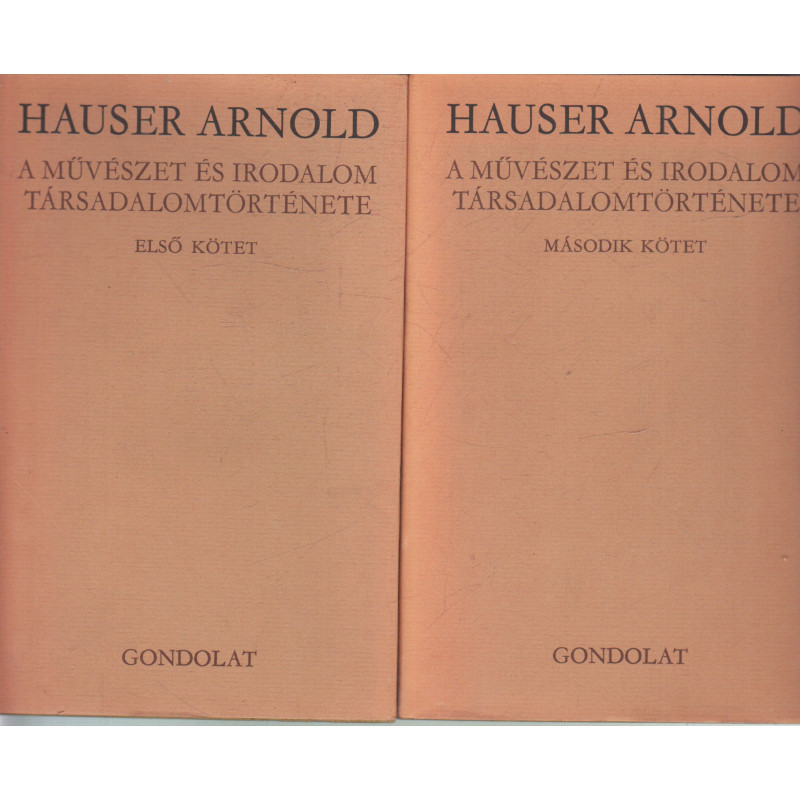 HAUSER ARNOLD
A MŰVÉSZET ÉS IRODALOM
TÁRSADALOMTÖRTÉNETE
ELSŐ KÖTET
GONDOLAT
HAUSER ARNOLD
A MŰVÉSZET ÉS IRODALOM
TÁRSADALOMTÖRTÉNETE
MÁSODIK KÖTET
GONDOLAT